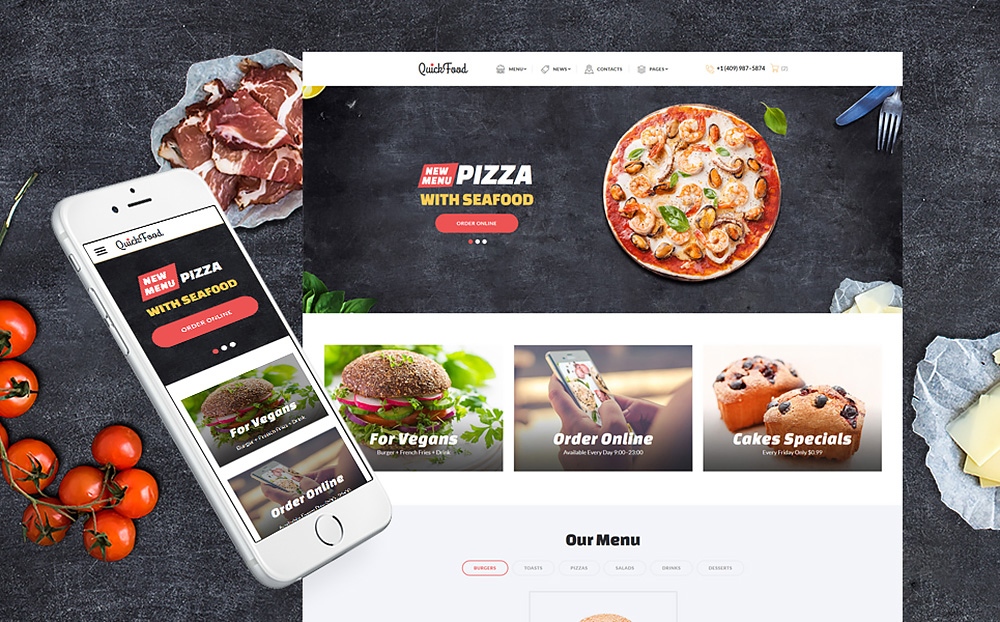 QuickFood
MENU
NEWS
CONTACTS
PAGES
+1 (409) 987-5874
(2)
NEW
MENU
PIZZA
WITH SEAFOOD
ORDER ONLINE
For Vegans
Burger + French Fries + Drink
Order Online
Available Every Day 9:00-23:00
Cakes Specials
Every Friday Only $0.99
Our Menu
BURGERS
TOASTS
PIZZAS
SALADS
DRINKS
DESSERTS
QuickFood
NEW
MENU
PIZZA
WITH SEAFOOD
ORDER ONLINE
For Vegans
Burger + French Fries + Drink
Order Online